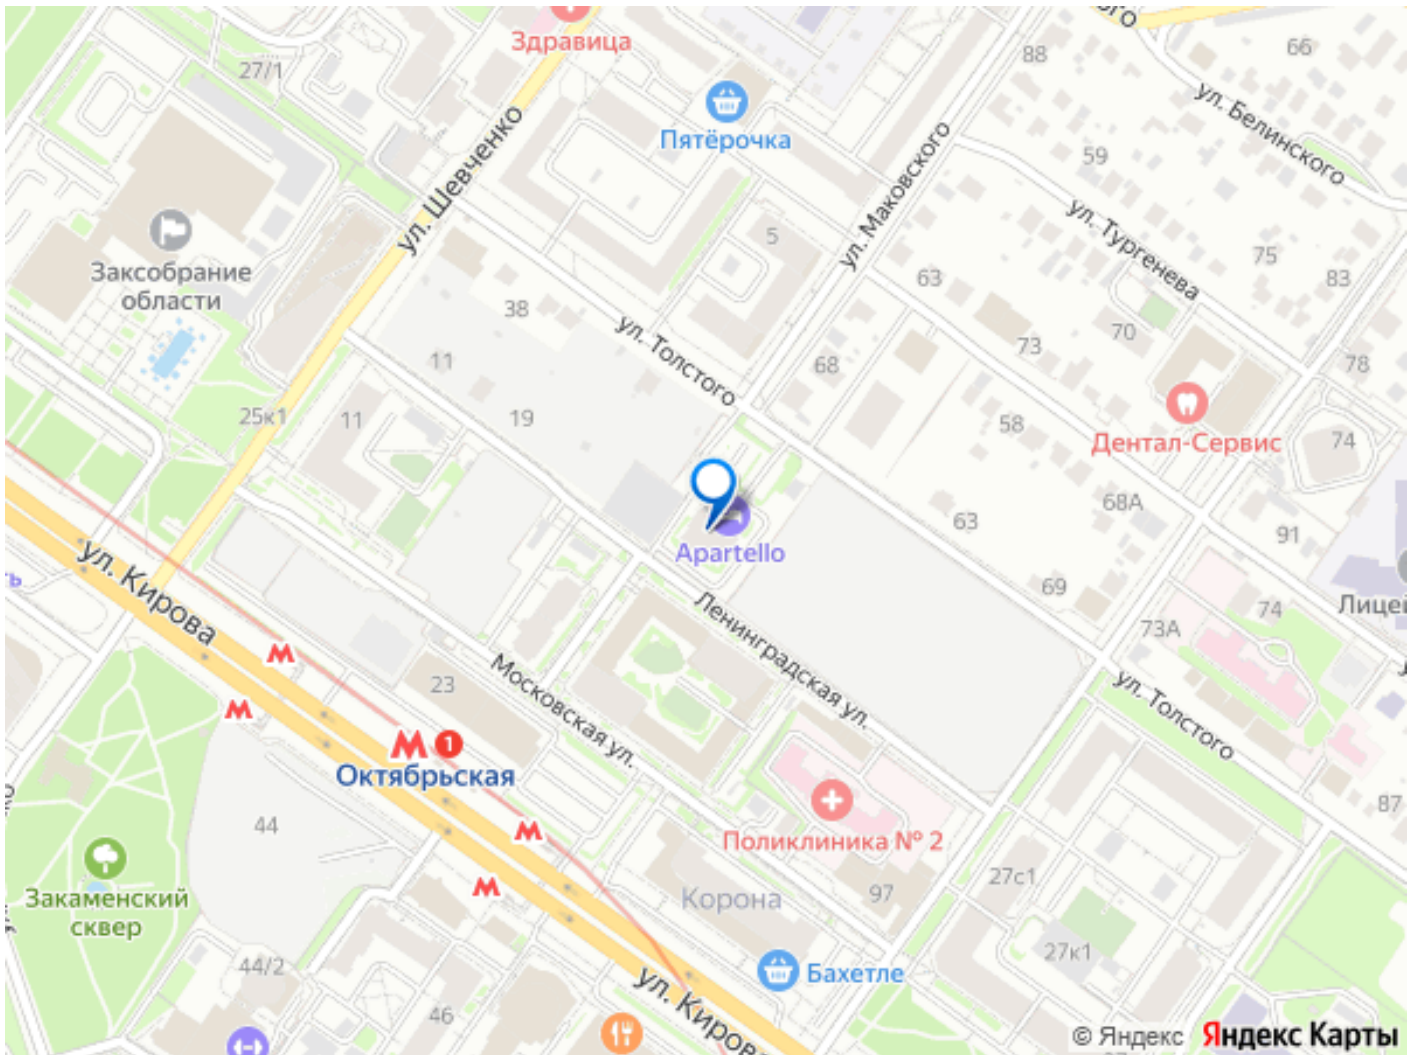 Здравица
27/1
ул. Шевченко
Пятёрочка
88
66
ул. Белинского
59
ул. Маковского
ул. Тургенева
5
75
83
63
Заксобрание
области
38
ул. Толстого
70
73
78
11
68
25к1
11
19
58
74
Дентал-Сервис
68А
63
91
Apartello
69
ул. Кирова
Ленинградская ул.
74
73А
Лицей
23
Московская ул.
ул. Толстого
1
Октябрьская
87
44
Поликлиника № 2
27с1
97
Закаменский
сквер
Корона
27к1
44/2
Бахетле
46
ул. Кирова
© Яндекс Яндекс Карты